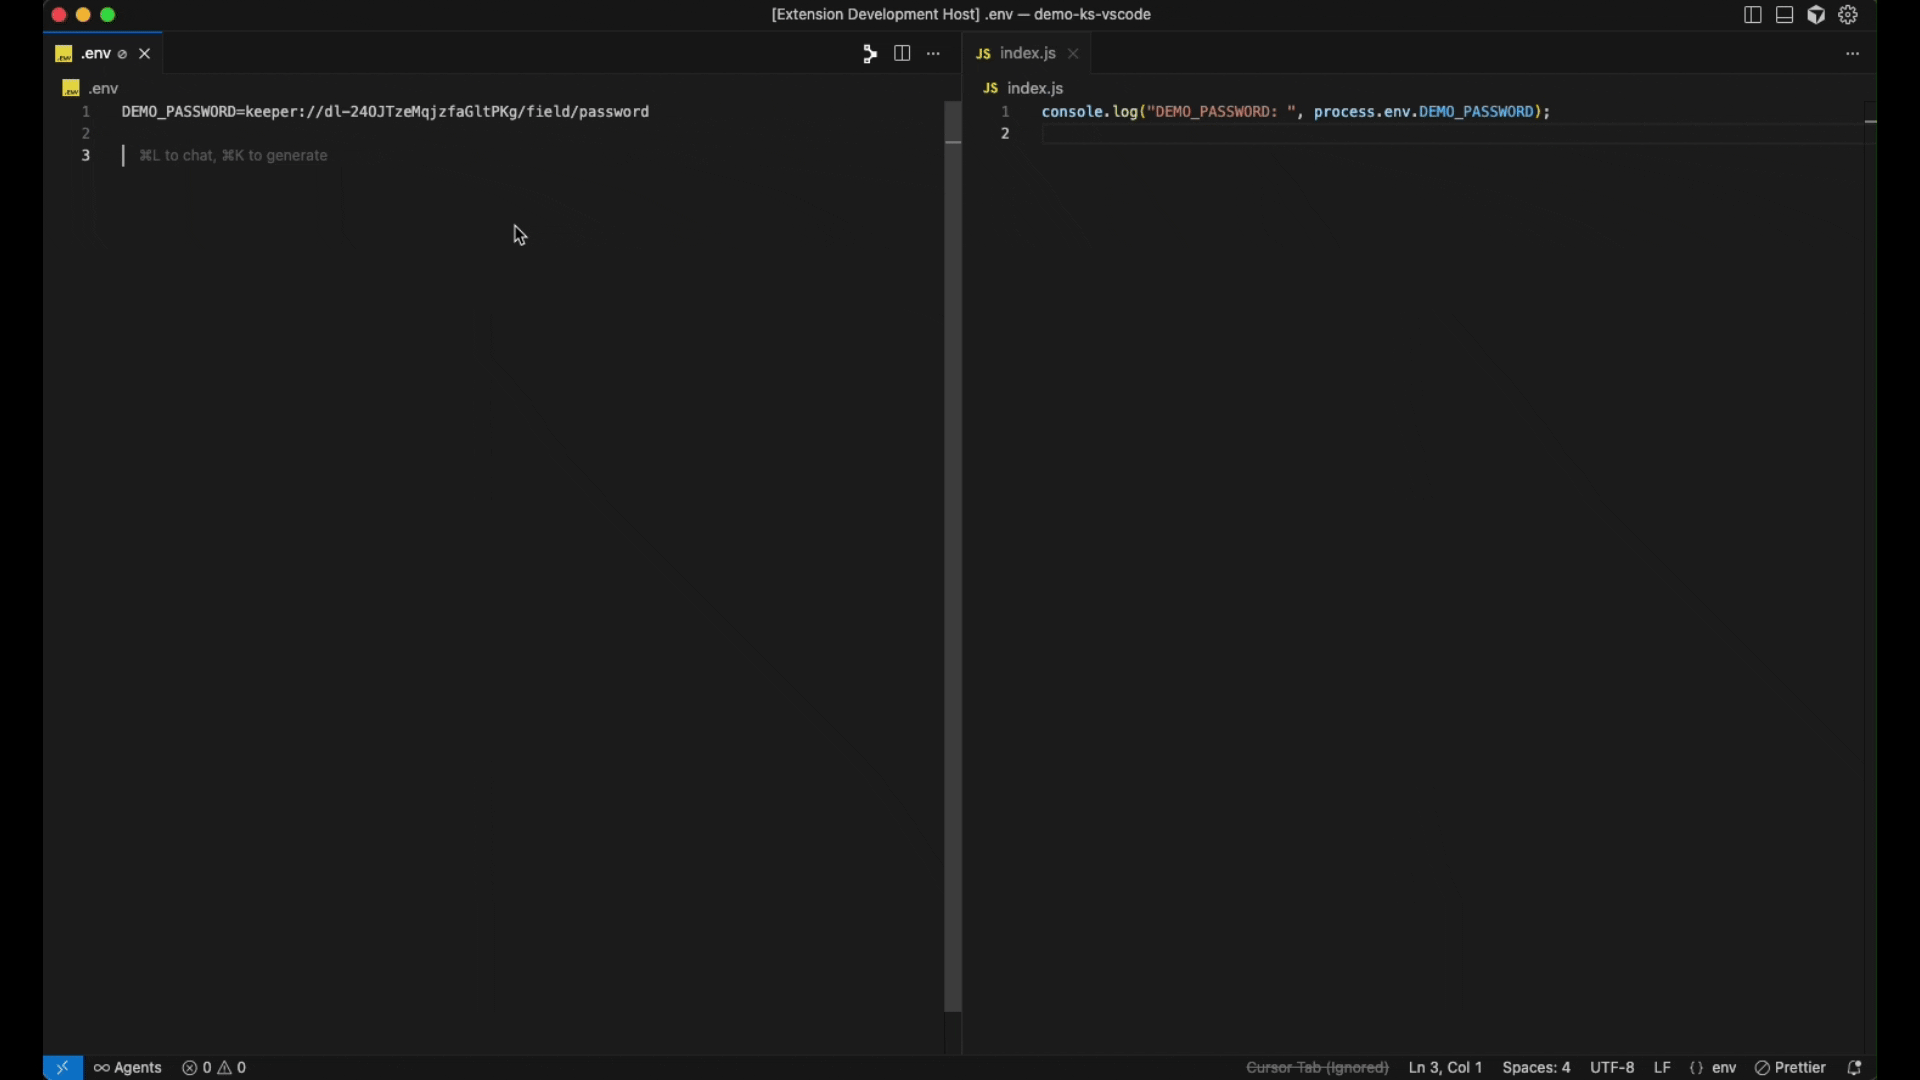 [Extension Development Host] .env — demo-ks-vscode
.env
JS index.js
.env
1 DEMO_PASSWORD=keeper://dl-240JTzeMqjzfaGltPKg/field/password
2
3 ⌘L to chat, ⌘K to generate
JS index.js
1 console.log("DEMO_PASSWORD: ", process.env.DEMO_PASSWORD);
2
Agents 0 0 Cursor Tab (Ignored) Ln 3, Col 1 Spaces: 4 UTF-8 LF {} env Prettier